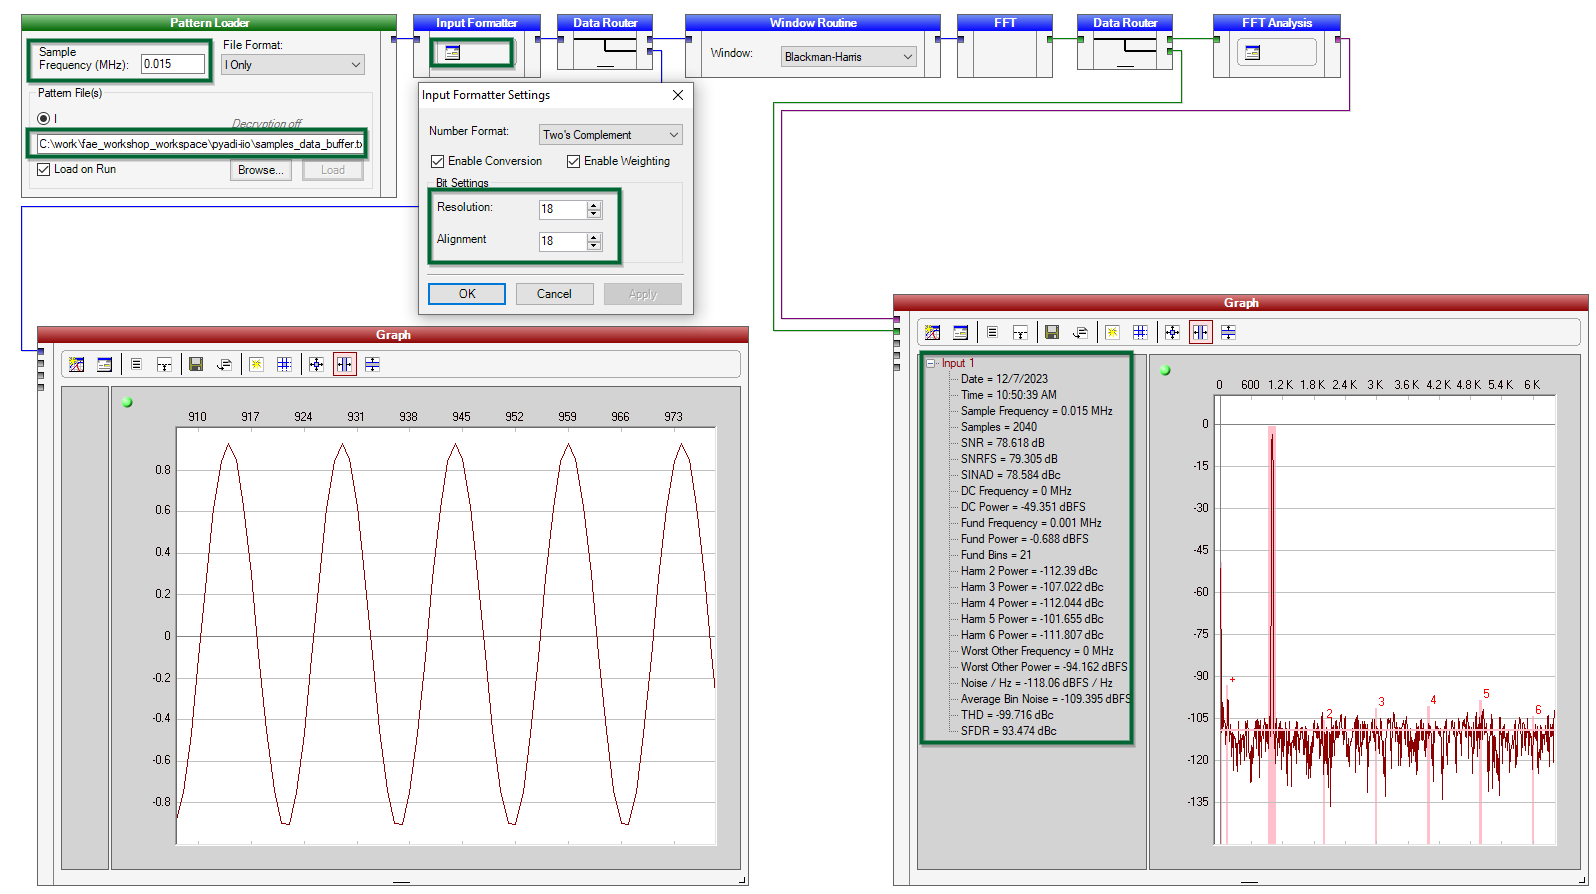 Pattern Loader
Sample
Frequency (MHz):
0.015
File Format:
I Only
Pattern File(s)
I
Decryption off
C:\work\fae_workshop_workspace\pyadi-iio\samples_data_buffer.tx
Load on Run
Browse...
Load
Input Formatter
Data Router
Window Routine
Window:
Blackman-Harris
FFT
Data Router
FFT Analysis
Input Formatter Settings
Number Format:
Two's Complement
Enable Conversion
Enable Weighting
Bit Settings
Resolution:
18
Alignment
18
OK
Cancel
Apply
Graph
910 917 924 931 938 945 952 959 966 973
0.8
0.6
0.4
0.2
0
-0.2
-0.4
-0.6
-0.8
Graph
Input 1
Date = 12/7/2023
Time = 10:50:39 AM
Sample Frequency = 0.015 MHz
Samples = 2040
SNR = 78.618 dB
SNRFS = 79.305 dB
SINAD = 78.584 dBc
DC Frequency = 0 MHz
DC Power = -49.351 dBFS
Fund Frequency = 0.001 MHz
Fund Power = -0.688 dBFS
Fund Bins = 21
Harm 2 Power = -112.39 dBc
Harm 3 Power = -107.022 dBc
Harm 4 Power = -112.044 dBc
Harm 5 Power = -101.655 dBc
Harm 6 Power = -111.807 dBc
Worst Other Frequency = 0 MHz
Worst Other Power = -94.162 dBFS
Noise / Hz = -118.06 dBFS / Hz
Average Bin Noise = -109.395 dBFS
THD = -99.716 dBc
SFDR = 93.474 dBc
0 600 1.2 K 1.8 K 2.4 K 3 K 3.6 K 4.2 K 4.8 K 5.4 K 6 K
0
-15
-30
-45
-60
-75
-90
-105
-120
-135
+
2
3
4
5
6